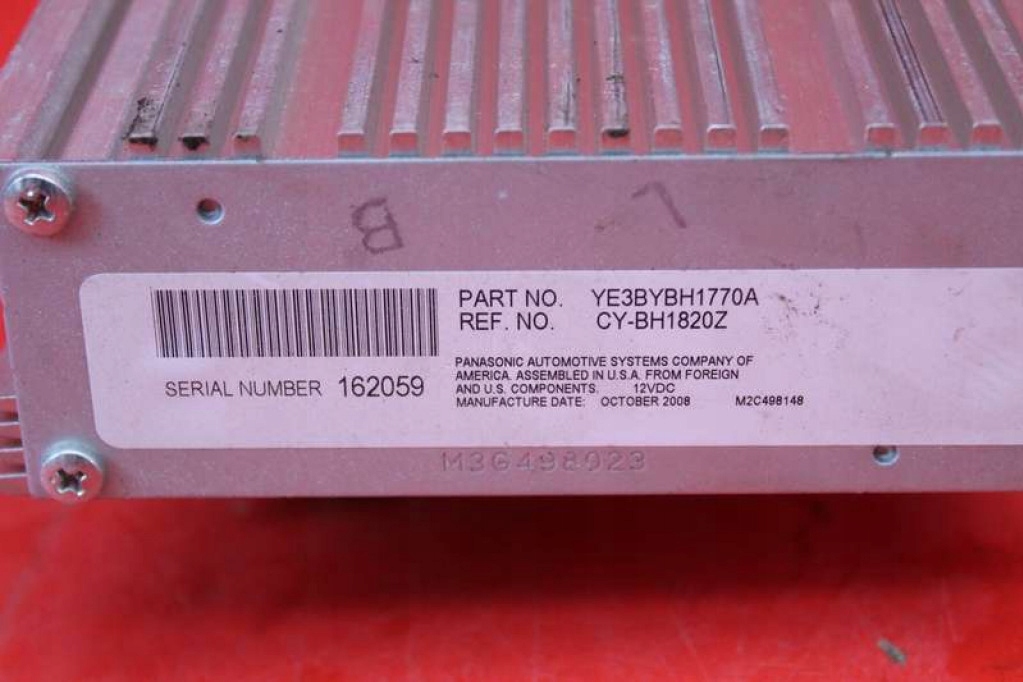 B L
PART NO. YE3BYBH1770A
REF. NO. CY-BH1820Z
SERIAL NUMBER 162059
PANASONIC AUTOMOTIVE SYSTEMS COMPANY OF
AMERICA. ASSEMBLED IN U.S.A. FROM FOREIGN
AND U.S. COMPONENTS. 12VDC
MANUFACTURE DATE: OCTOBER 2008 M2C498148
M3G498923